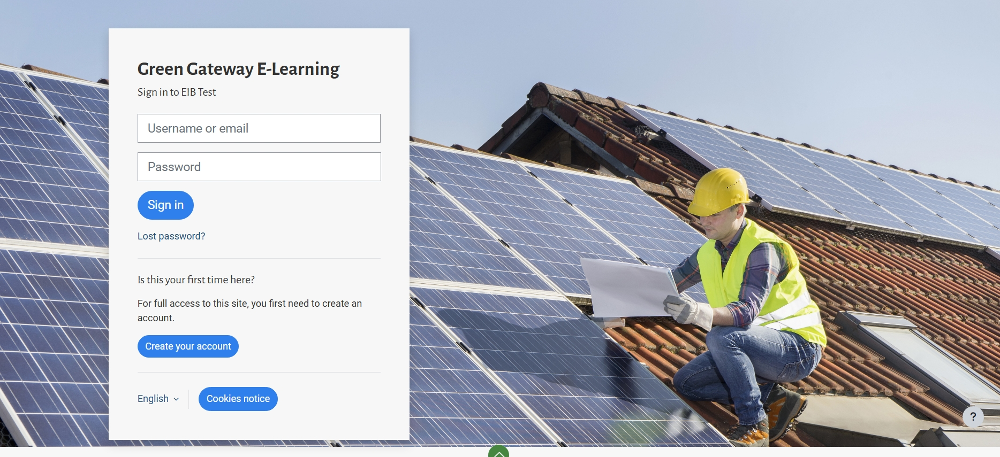 Green Gateway E-Learning
Sign in to EIB Test
Username or email
Password
Sign in
Lost password?
Is this your first time here?
For full access to this site, you first need to create an
account.
Create your account
English
Cookies notice
?